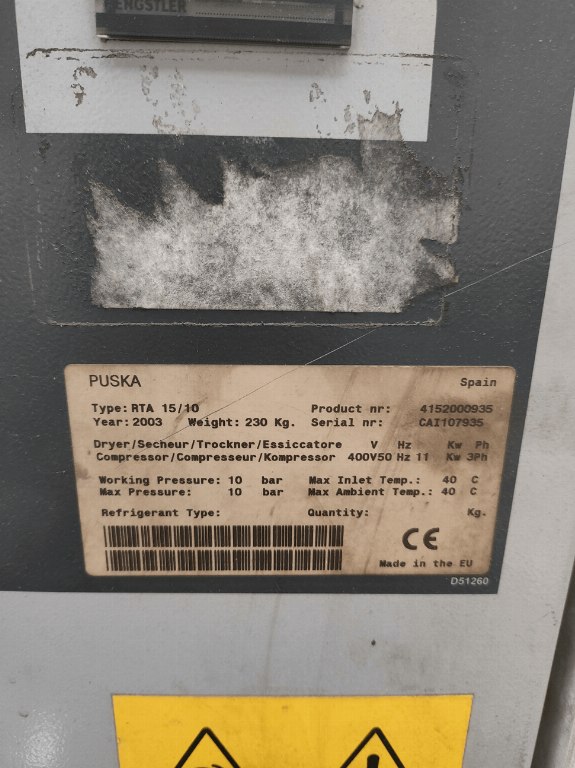 HENGSTLER
PUSKA Spain
Type: RTA 15/10 Product nr: 4152000935
Year: 2003 Weight: 230 Kg. Serial nr: CAI107935
Dryer/Secheur/Trockner/Essiccatore V Hz Kw Ph
Compressor/Compresseur/Kompressor 400V50 Hz 11 Kw 3Ph
Working Pressure: 10 bar Max Inlet Temp.: 40 C
Max Pressure: 10 bar Max Ambient Temp.: 40 C
Refrigerant Type: Quantity: Kg.
CE
Made in the EU
D51260